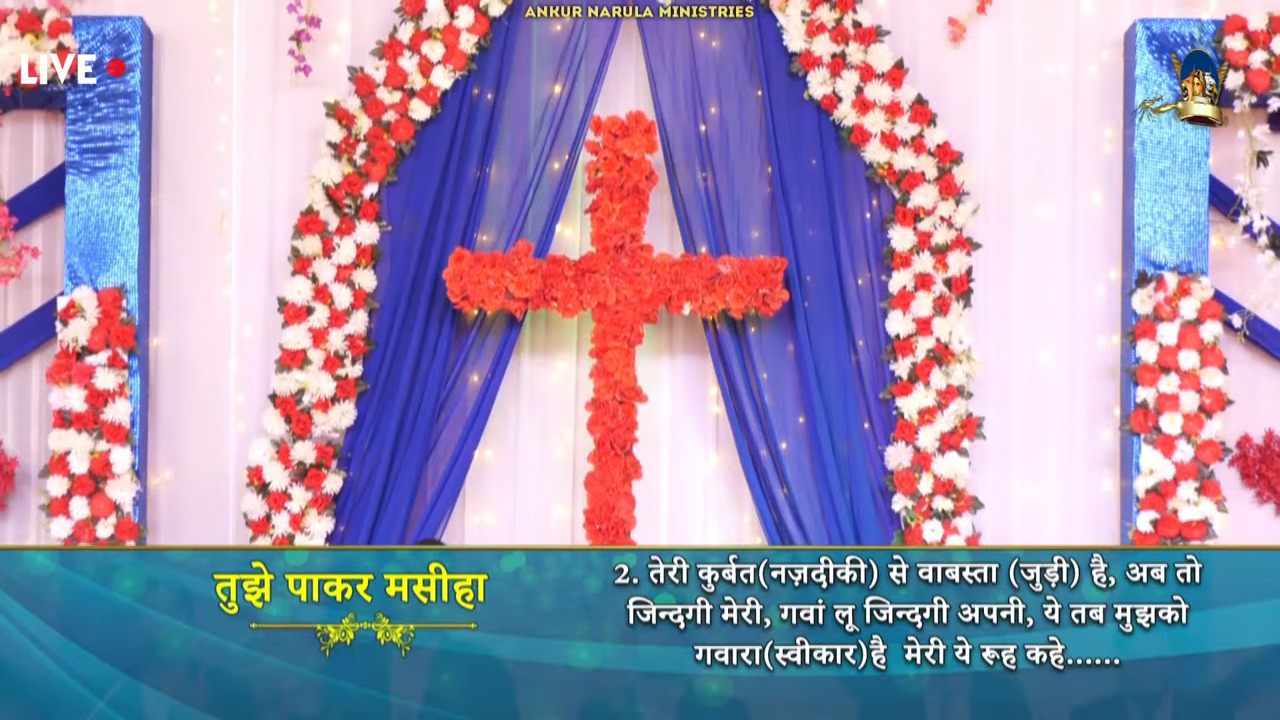 ANKUR NARULA MINISTRIES
LIVE
तुझे पाकर मसीहा
2. तेरी कुर्बत(नज़दीकी) से वाबस्ता (जुड़ी) है, अब तो
जिन्दगी मेरी, गवां लू जिन्दगी अपनी, ये तब मुझको
गवारा(स्वीकार)है  मेरी ये रूह कहे......